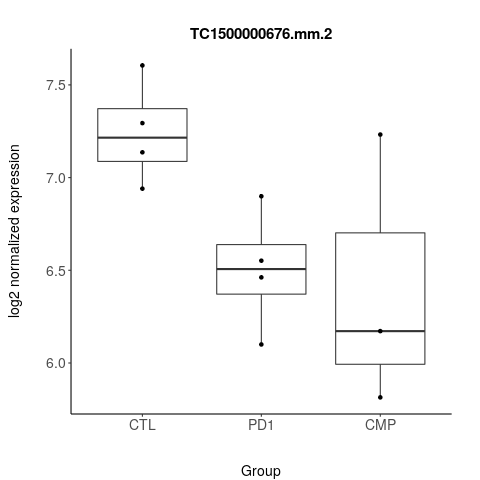 TC1500000676.mm.2
log2 normalized expression
7.5
7.0
6.5
6.0
CTL PD1 CMP
Group